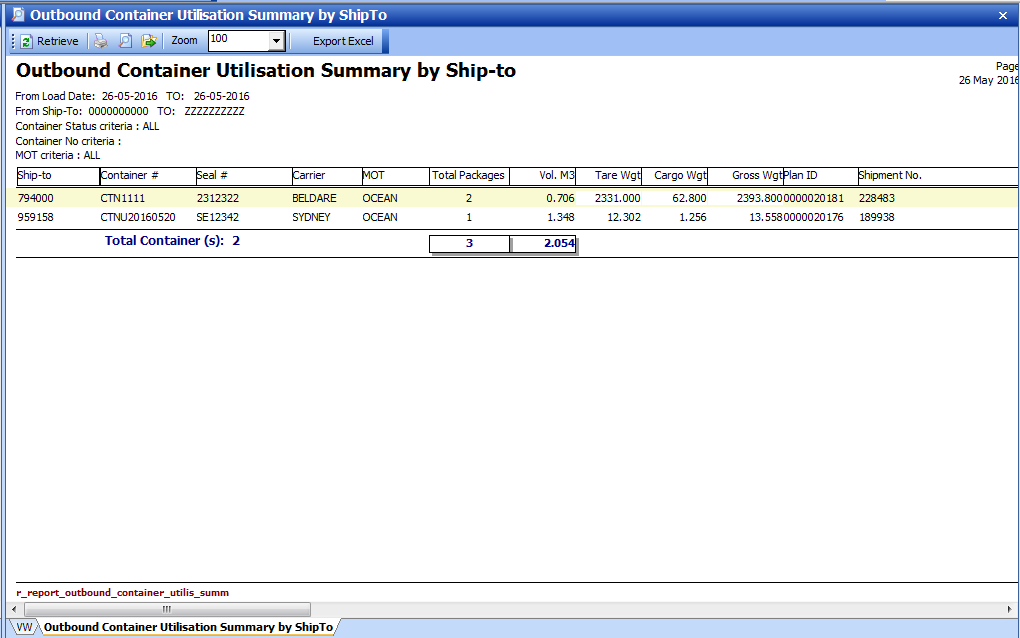 Outbound Container Utilisation Summary by ShipTo
Retrieve Zoom 100 Export Excel
Outbound Container Utilisation Summary by Ship-to
Page
26 May 2016
From Load Date: 26-05-2016 TO: 26-05-2016
From Ship-To: 0000000000 TO: ZZZZZZZZZZ
Container Status criteria : ALL
Container No criteria :
MOT criteria : ALL
Ship-to Container # Seal # Carrier MOT Total Packages Vol. M3 Tare Wgt Cargo Wgt Gross Wgt Plan ID Shipment No.
794000 CTN1111 2312322 BELDARE OCEAN 2 0.706 2331.000 62.800 2393.800 0000020181 228483
959158 CTNU20160520 SE12342 SYDNEY OCEAN 1 1.348 12.302 1.256 13.558 0000020176 189938
Total Container (s): 2 3 2.054
r_report_outbound_container_utilis_summ
VW Outbound Container Utilisation Summary by ShipTo